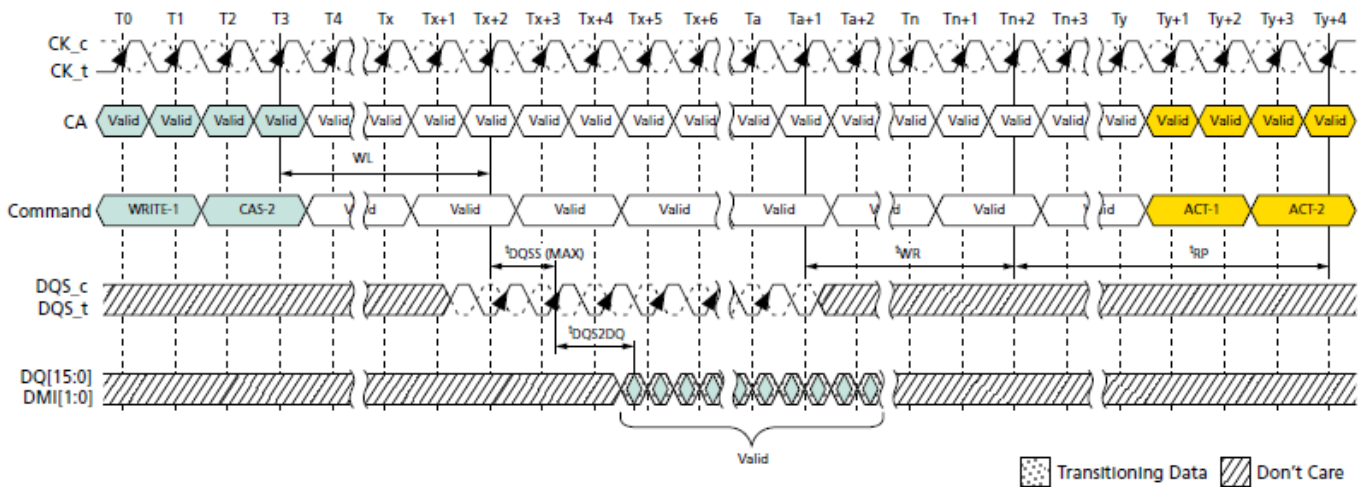 T0 T1 T2 T3 T4 Tx Tx+1 Tx+2 Tx+3 Tx+4 Tx+5 Tx+6 Ta Ta+1 Ta+2 Tn Tn+1 Tn+2 Tn+3 Ty Ty+1 Ty+2 Ty+3 Ty+4
CK_c
CK_t
CA Valid Valid Valid Valid Valid Valid Valid Valid Valid Valid Valid Valid Valid Valid Valid Valid Valid Valid Valid Valid Valid Valid Valid Valid
WL
Command WRITE-1 CAS-2 Valid Valid Valid Valid Valid Valid Valid Valid ACT-1 ACT-2
tDQSS (MAX) tWR tRP
DQS_c
DQS_t
tDQS2DQ
DQ[15:0]
DMI[1:0]
Valid
Transitioning Data Don't Care